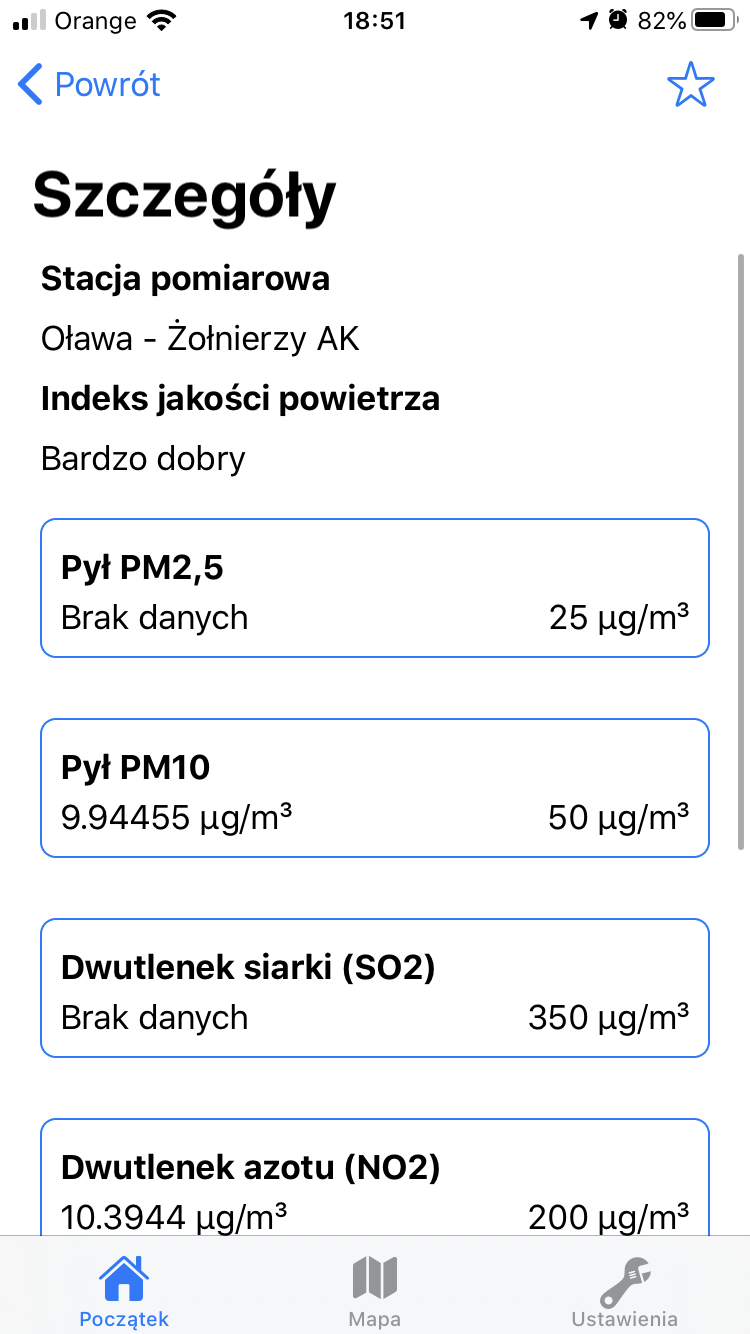 Orange 18:51 82%
Powrót
Szczegóły
Stacja pomiarowa
Oława - Żołnierzy AK
Indeks jakości powietrza
Bardzo dobry
Pył PM2,5
Brak danych 25 µg/m³
Pył PM10
9.94455 µg/m³ 50 µg/m³
Dwutlenek siarki (SO2)
Brak danych 350 µg/m³
Dwutlenek azotu (NO2)
10.3944 µg/m³ 200 µg/m³
Początek Mapa Ustawienia